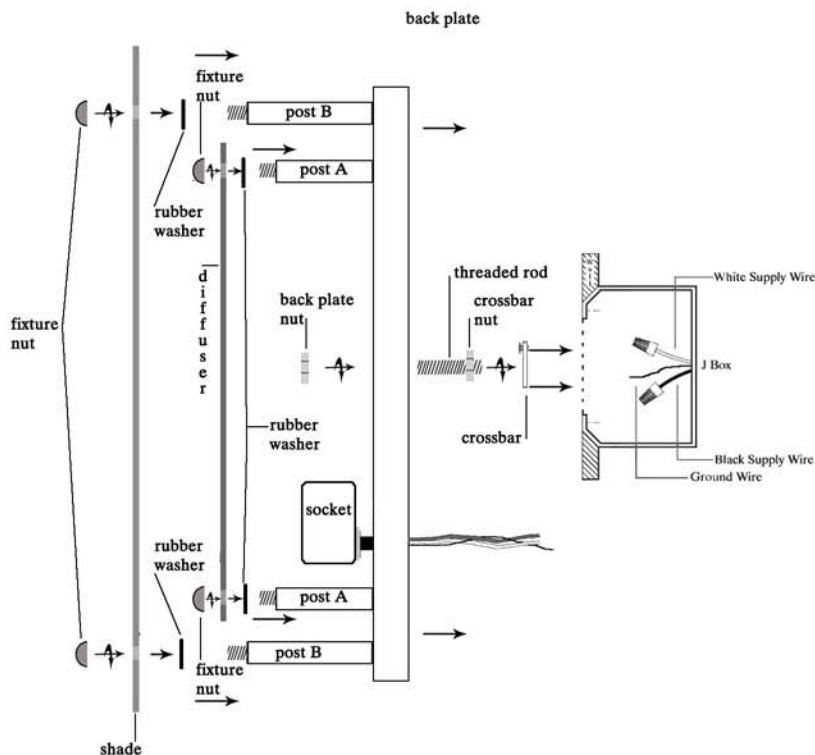 back plate
fixture
nut
post B
post A
rubber
washer
diffuser
threaded rod
White Supply Wire
back plate
nut
crossbar
nut
fixture
nut
J Box
rubber
washer
crossbar
Black Supply Wire
Ground Wire
socket
rubber
washer
post A
post B
fixture
nut
shade